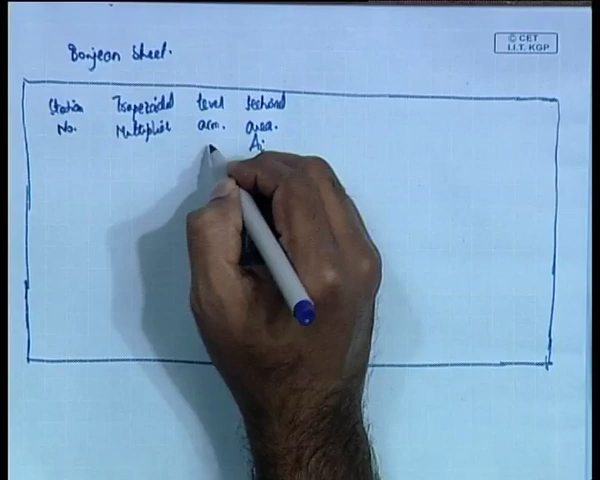 © CET
I.I.T. KGP
Bonjean Sheet.
Station Trapezoidal Level Sectional
No. Multiplier arm. area.
Ai